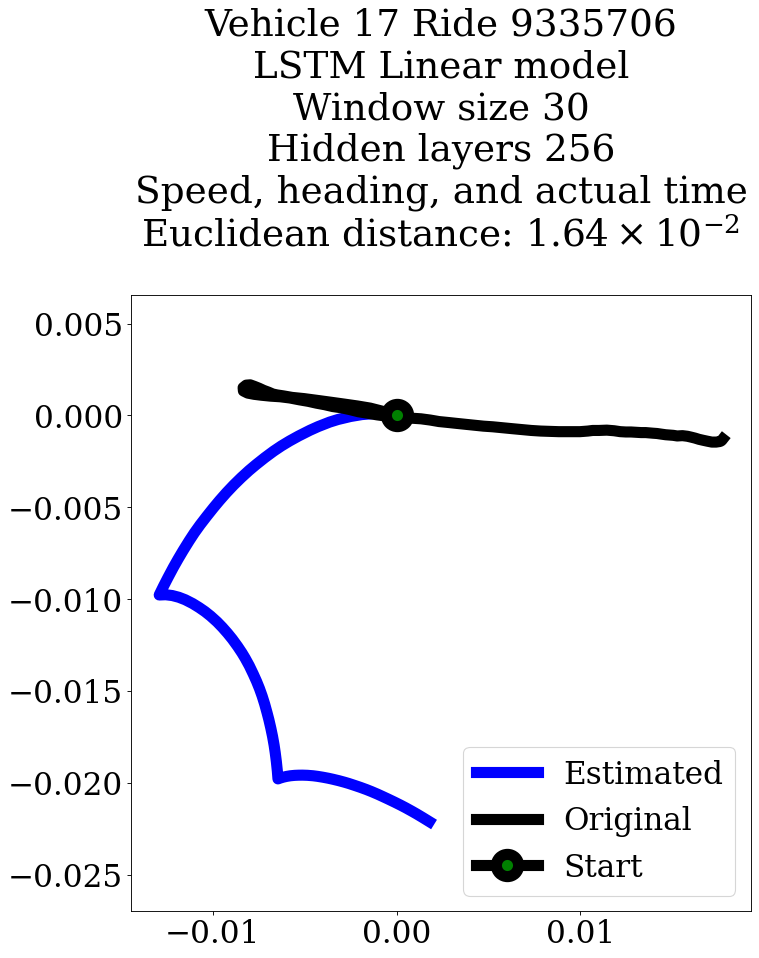 Vehicle 17 Ride 9335706
LSTM Linear model
Window size 30
Hidden layers 256
Speed, heading, and actual time
Euclidean distance: 1.64 × 10⁻²
0.005
0.000
−0.005
−0.010
−0.015
−0.020
−0.025
Estimated
Original
Start
−0.01
0.00
0.01